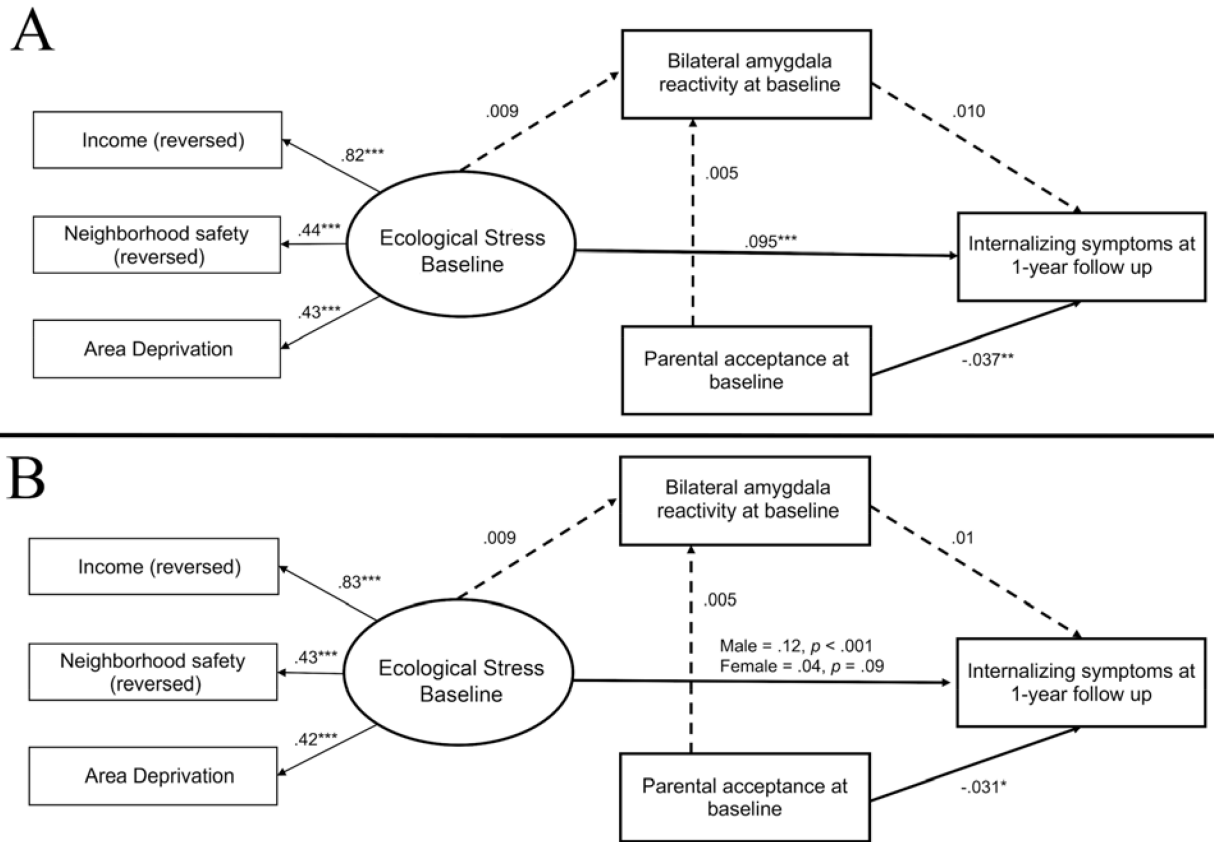 A
Bilateral amygdala
reactivity at baseline
.009
.010
Income (reversed)
.82***
.005
Neighborhood safety
(reversed)
.44***
Ecological Stress
Baseline
.095***
Internalizing symptoms at
1-year follow up
.43***
Area Deprivation
Parental acceptance at
baseline
-.037**
B
Bilateral amygdala
reactivity at baseline
.009
.01
Income (reversed)
.83***
.005
Neighborhood safety
(reversed)
.43***
Ecological Stress
Baseline
Male = .12, p < .001
Female = .04, p = .09
Internalizing symptoms at
1-year follow up
.42***
Area Deprivation
Parental acceptance at
baseline
-.031*